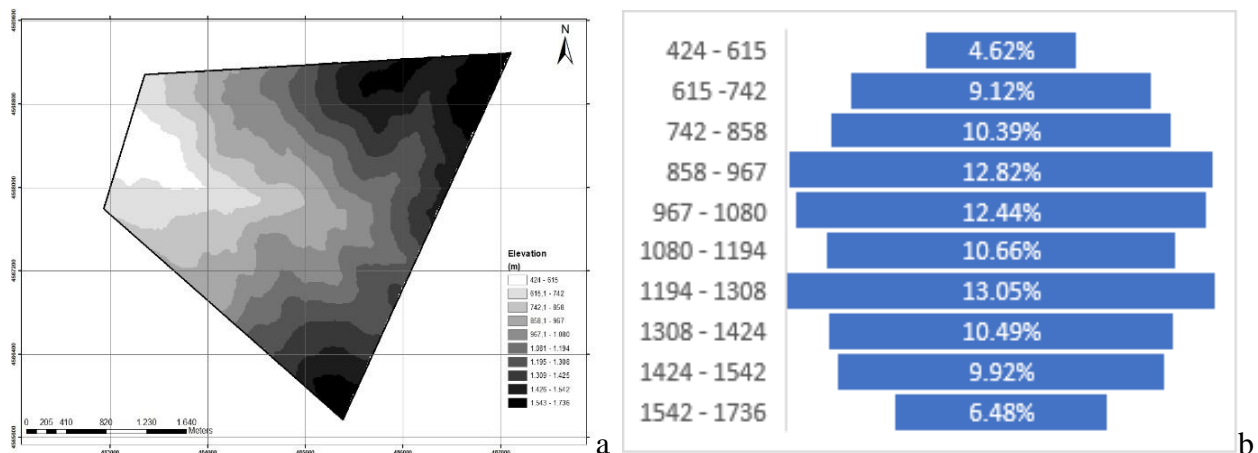 N
Elevation
(m)
424 - 615
615,1 - 742
742,1 - 858
858,1 - 967
967,1 - 1.080
1.081 - 1.194
1.195 - 1.308
1.309 - 1.425
1.426 - 1.542
1.543 - 1.736
0 205 410 820 1.230 1.640
Meters
a
424 - 615 4.62%
615 -742 9.12%
742 - 858 10.39%
858 - 967 12.82%
967 - 1080 12.44%
1080 - 1194 10.66%
1194 - 1308 13.05%
1308 - 1424 10.49%
1424 - 1542 9.92%
1542 - 1736 6.48%
b